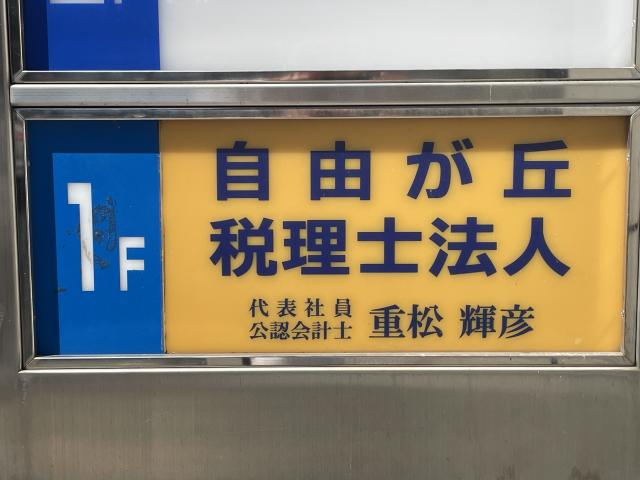 1F
自由が丘
税理士法人
代表社員
公認会計士 重松 輝彦